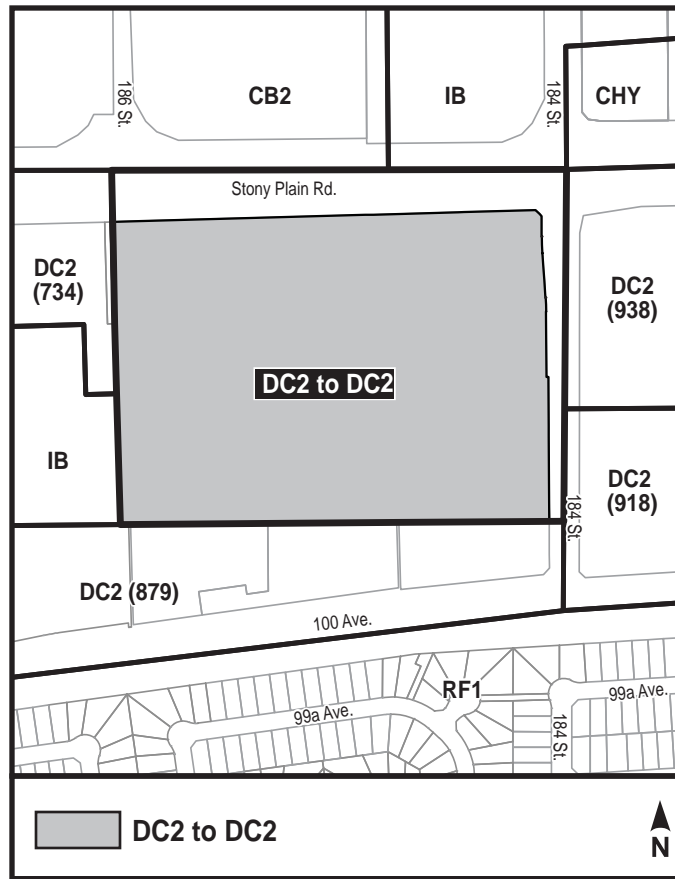 186 St.
CB2
IB
184 St.
CHY
Stony Plain Rd.
DC2
(734)
DC2
(938)
DC2 to DC2
IB
DC2
(918)
184 St.
DC2 (879)
100 Ave.
RF1
99a Ave.
99a Ave.
184 St.
DC2 to DC2
N